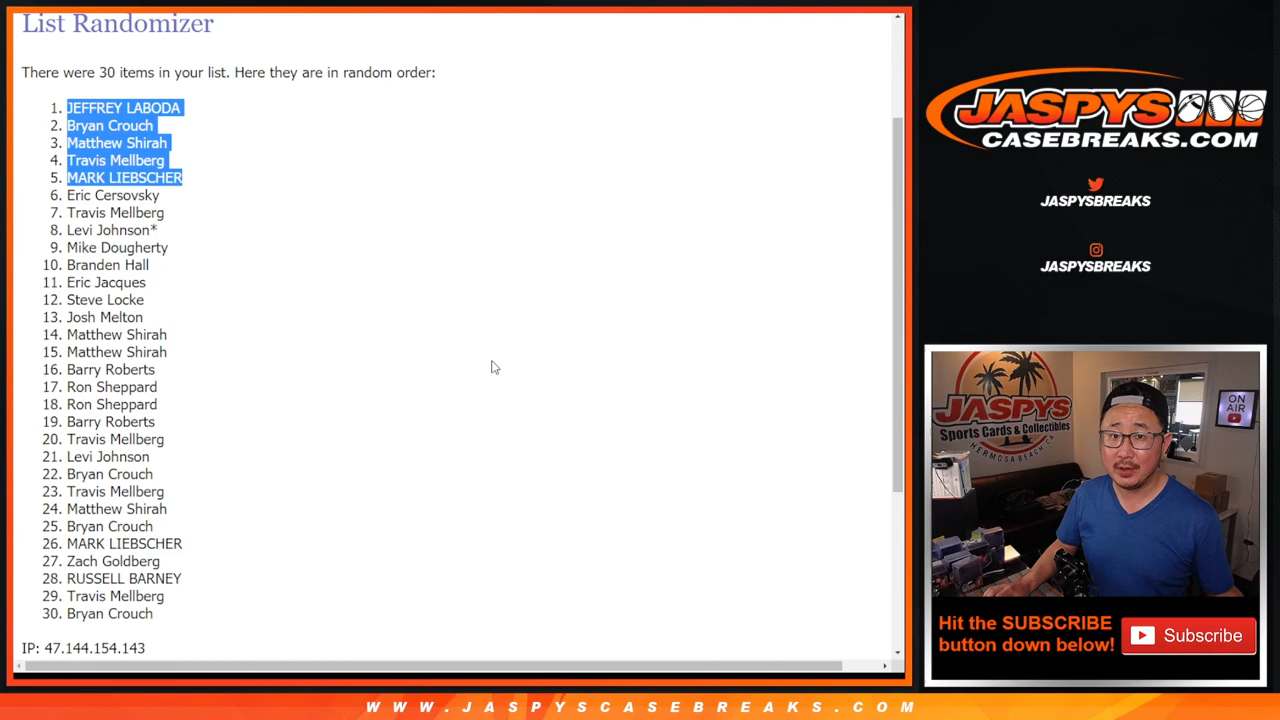 List Randomizer
There were 30 items in your list. Here they are in random order:
1. JEFFREY LABODA
2. Bryan Crouch
3. Matthew Shirah
4. Travis Mellberg
5. MARK LIEBSCHER
6. Eric Cersovsky
7. Travis Mellberg
8. Levi Johnson*
9. Mike Dougherty
10. Branden Hall
11. Eric Jacques
12. Steve Locke
13. Josh Melton
14. Matthew Shirah
15. Matthew Shirah
16. Barry Roberts
17. Ron Sheppard
18. Ron Sheppard
19. Barry Roberts
20. Travis Mellberg
21. Levi Johnson
22. Bryan Crouch
23. Travis Mellberg
24. Matthew Shirah
25. Bryan Crouch
26. MARK LIEBSCHER
27. Zach Goldberg
28. RUSSELL BARNEY
29. Travis Mellberg
30. Bryan Crouch
IP: 47.144.154.143
JASPYS
CASEBREAKS.COM
JASPYSBREAKS
JASPYSBREAKS
JASPYS
Sports Cards & Collectibles
HERMOSA BEACH, CA
ON
AIR
Hit the SUBSCRIBE
button down below!
Subscribe
WWW.JASPYSCASEBREAKS.COM